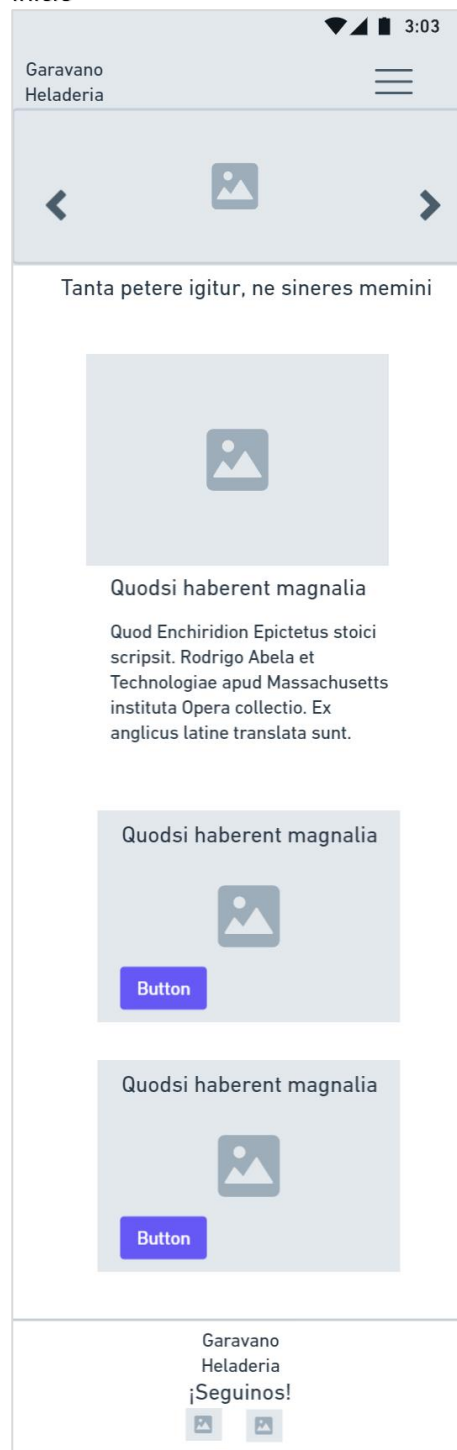 3:03
Garavano
Heladeria
Tanta petere igitur, ne sineres memini
Quodsi haberent magnalia
Quod Enchiridion Epictetus stoici
scripsit. Rodrigo Abela et
Technologiae apud Massachusetts
instituta Opera collectio. Ex
anglicus latine translata sunt.
Quodsi haberent magnalia
Button
Quodsi haberent magnalia
Button
Garavano
Heladeria
¡Seguinos!